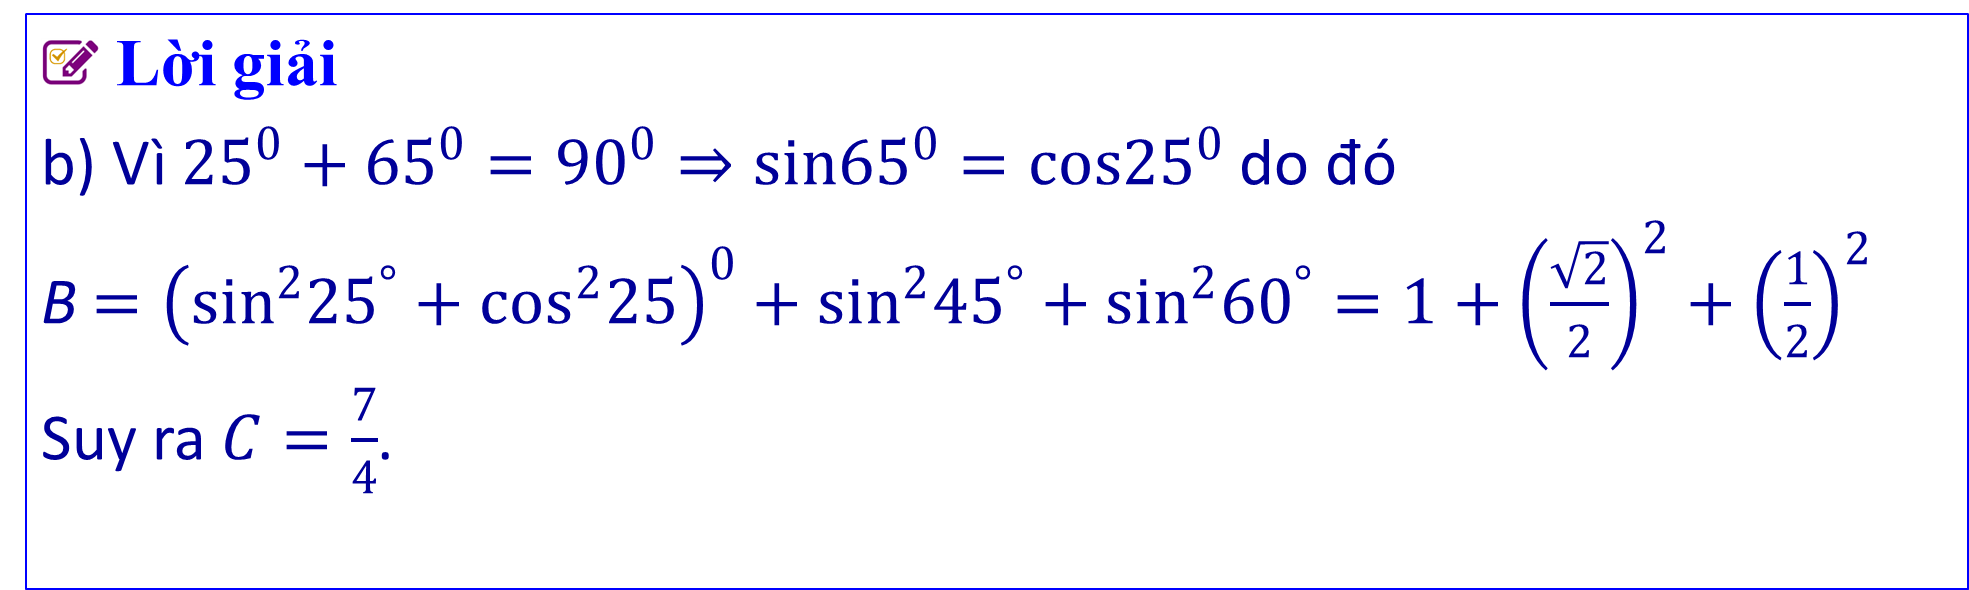 Lời giải
b) Vì 25⁰ + 65⁰ = 90⁰ ⇒ sin65⁰ = cos25⁰ do đó
B = (sin²25° + cos²25)⁰ + sin²45° + sin²60° = 1 + (√2/2)² + (1/2)²
Suy ra C = 7/4.